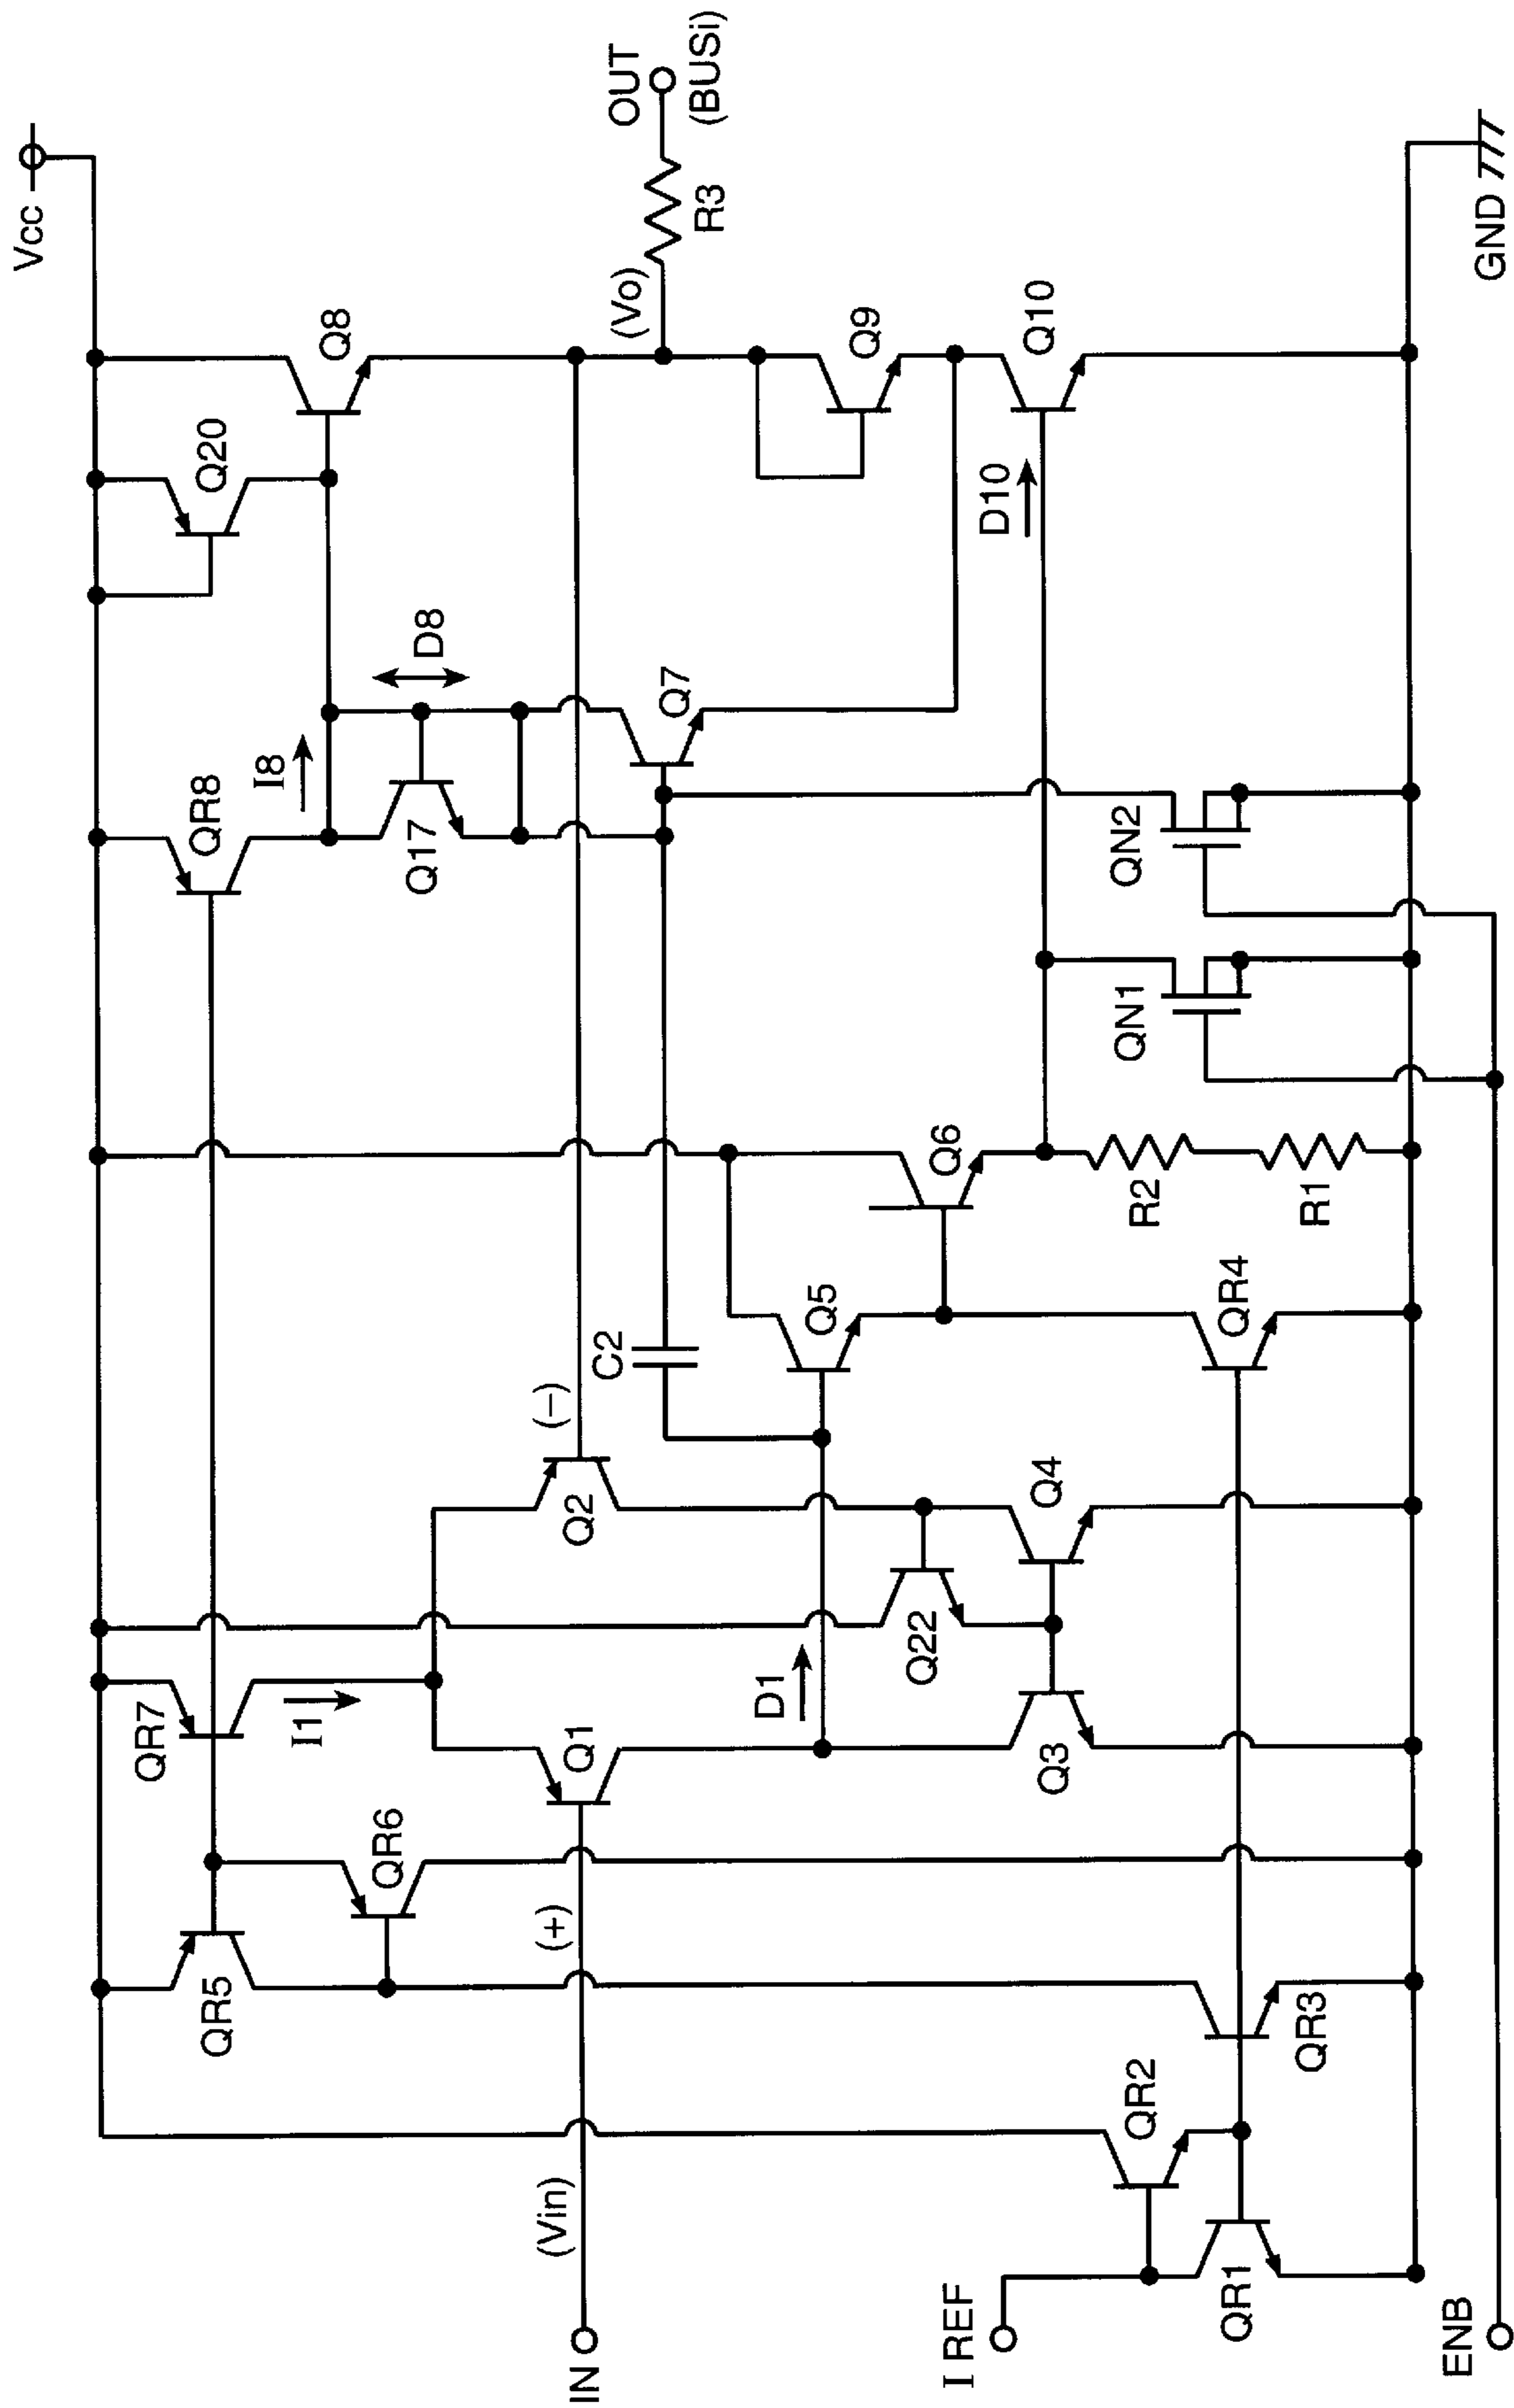 Vcc
Q20
Q8
QR8
I8
D8
Q17
Q7
OUT
(BUSi)
R3
(Vo)
Q9
Q10
D10
QR7
I1
QR5
QR6
(+)
(−)
Q1
Q2
C2
D1
Q5
Q6
Q22
Q3
Q4
QR4
R2
R1
QN1
QN2
GND
IN
(Vin)
I REF
QR2
QR1
QR3
ENB